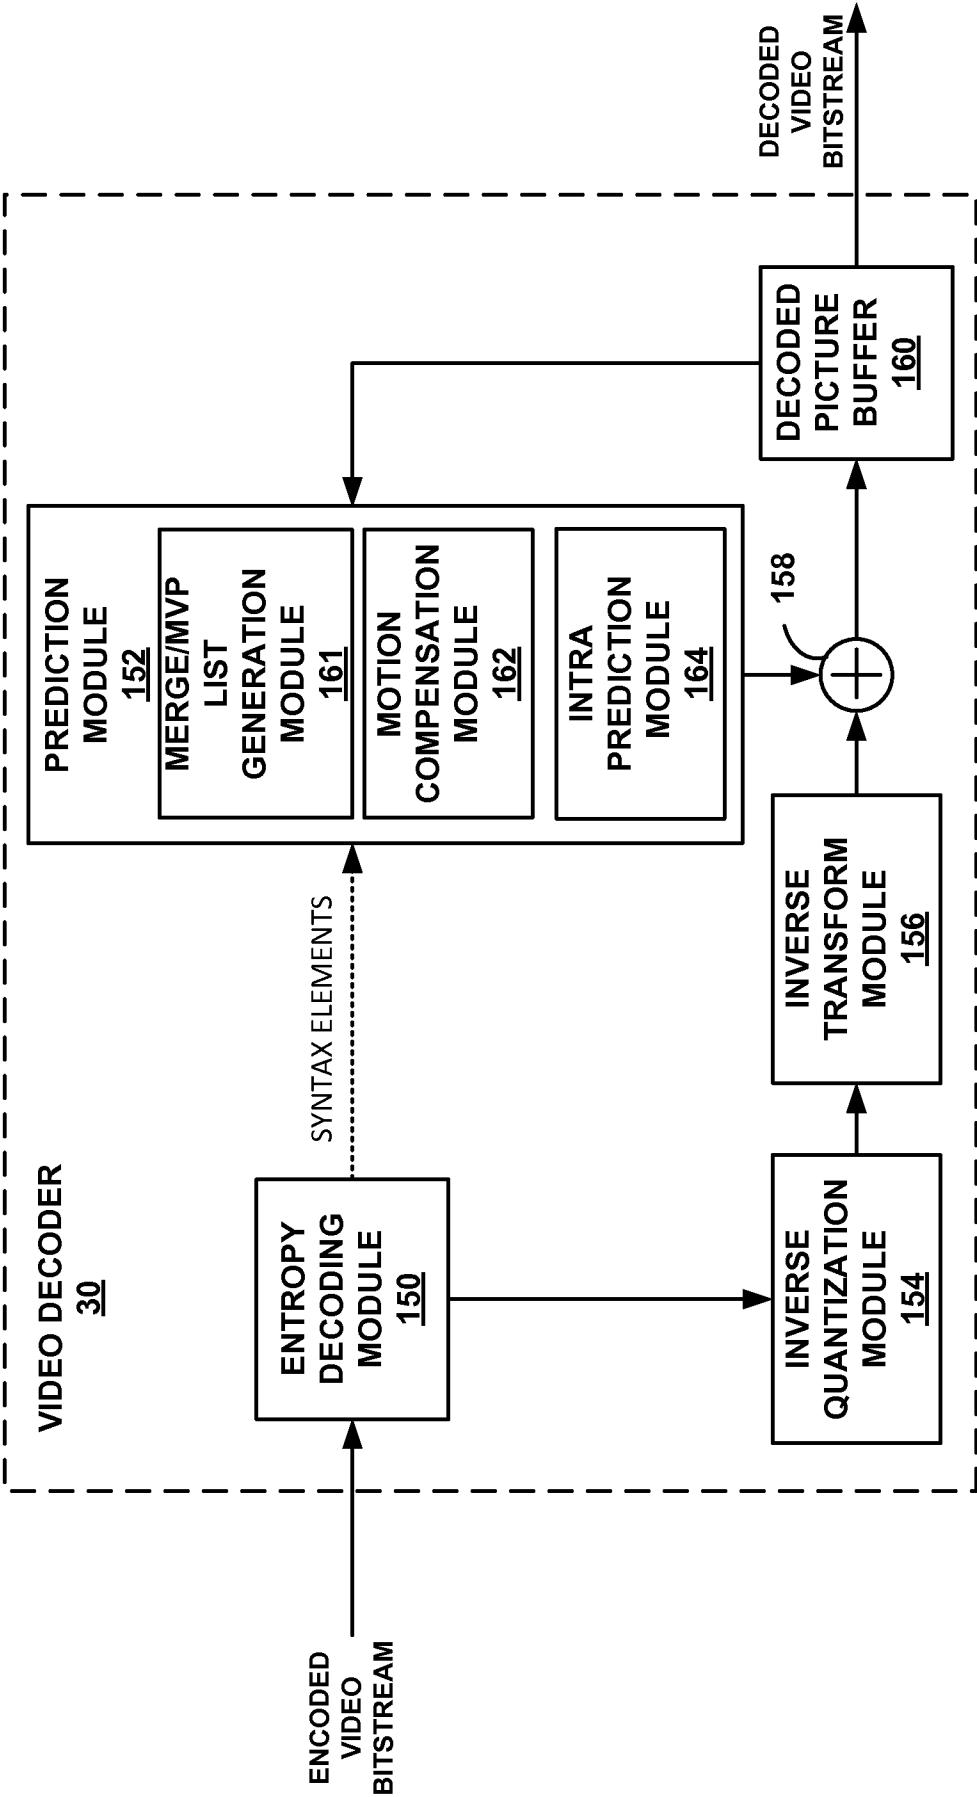 VIDEO DECODER
30
ENCODED
VIDEO
BITSTREAM
ENTROPY
DECODING
MODULE
150
SYNTAX ELEMENTS
PREDICTION
MODULE
152
MERGE/MVP
LIST
GENERATION
MODULE
161
MOTION
COMPENSATION
MODULE
162
INTRA
PREDICTION
MODULE
164
INVERSE
QUANTIZATION
MODULE
154
INVERSE
TRANSFORM
MODULE
156
158
DECODED
PICTURE
BUFFER
160
DECODED
VIDEO
BITSTREAM